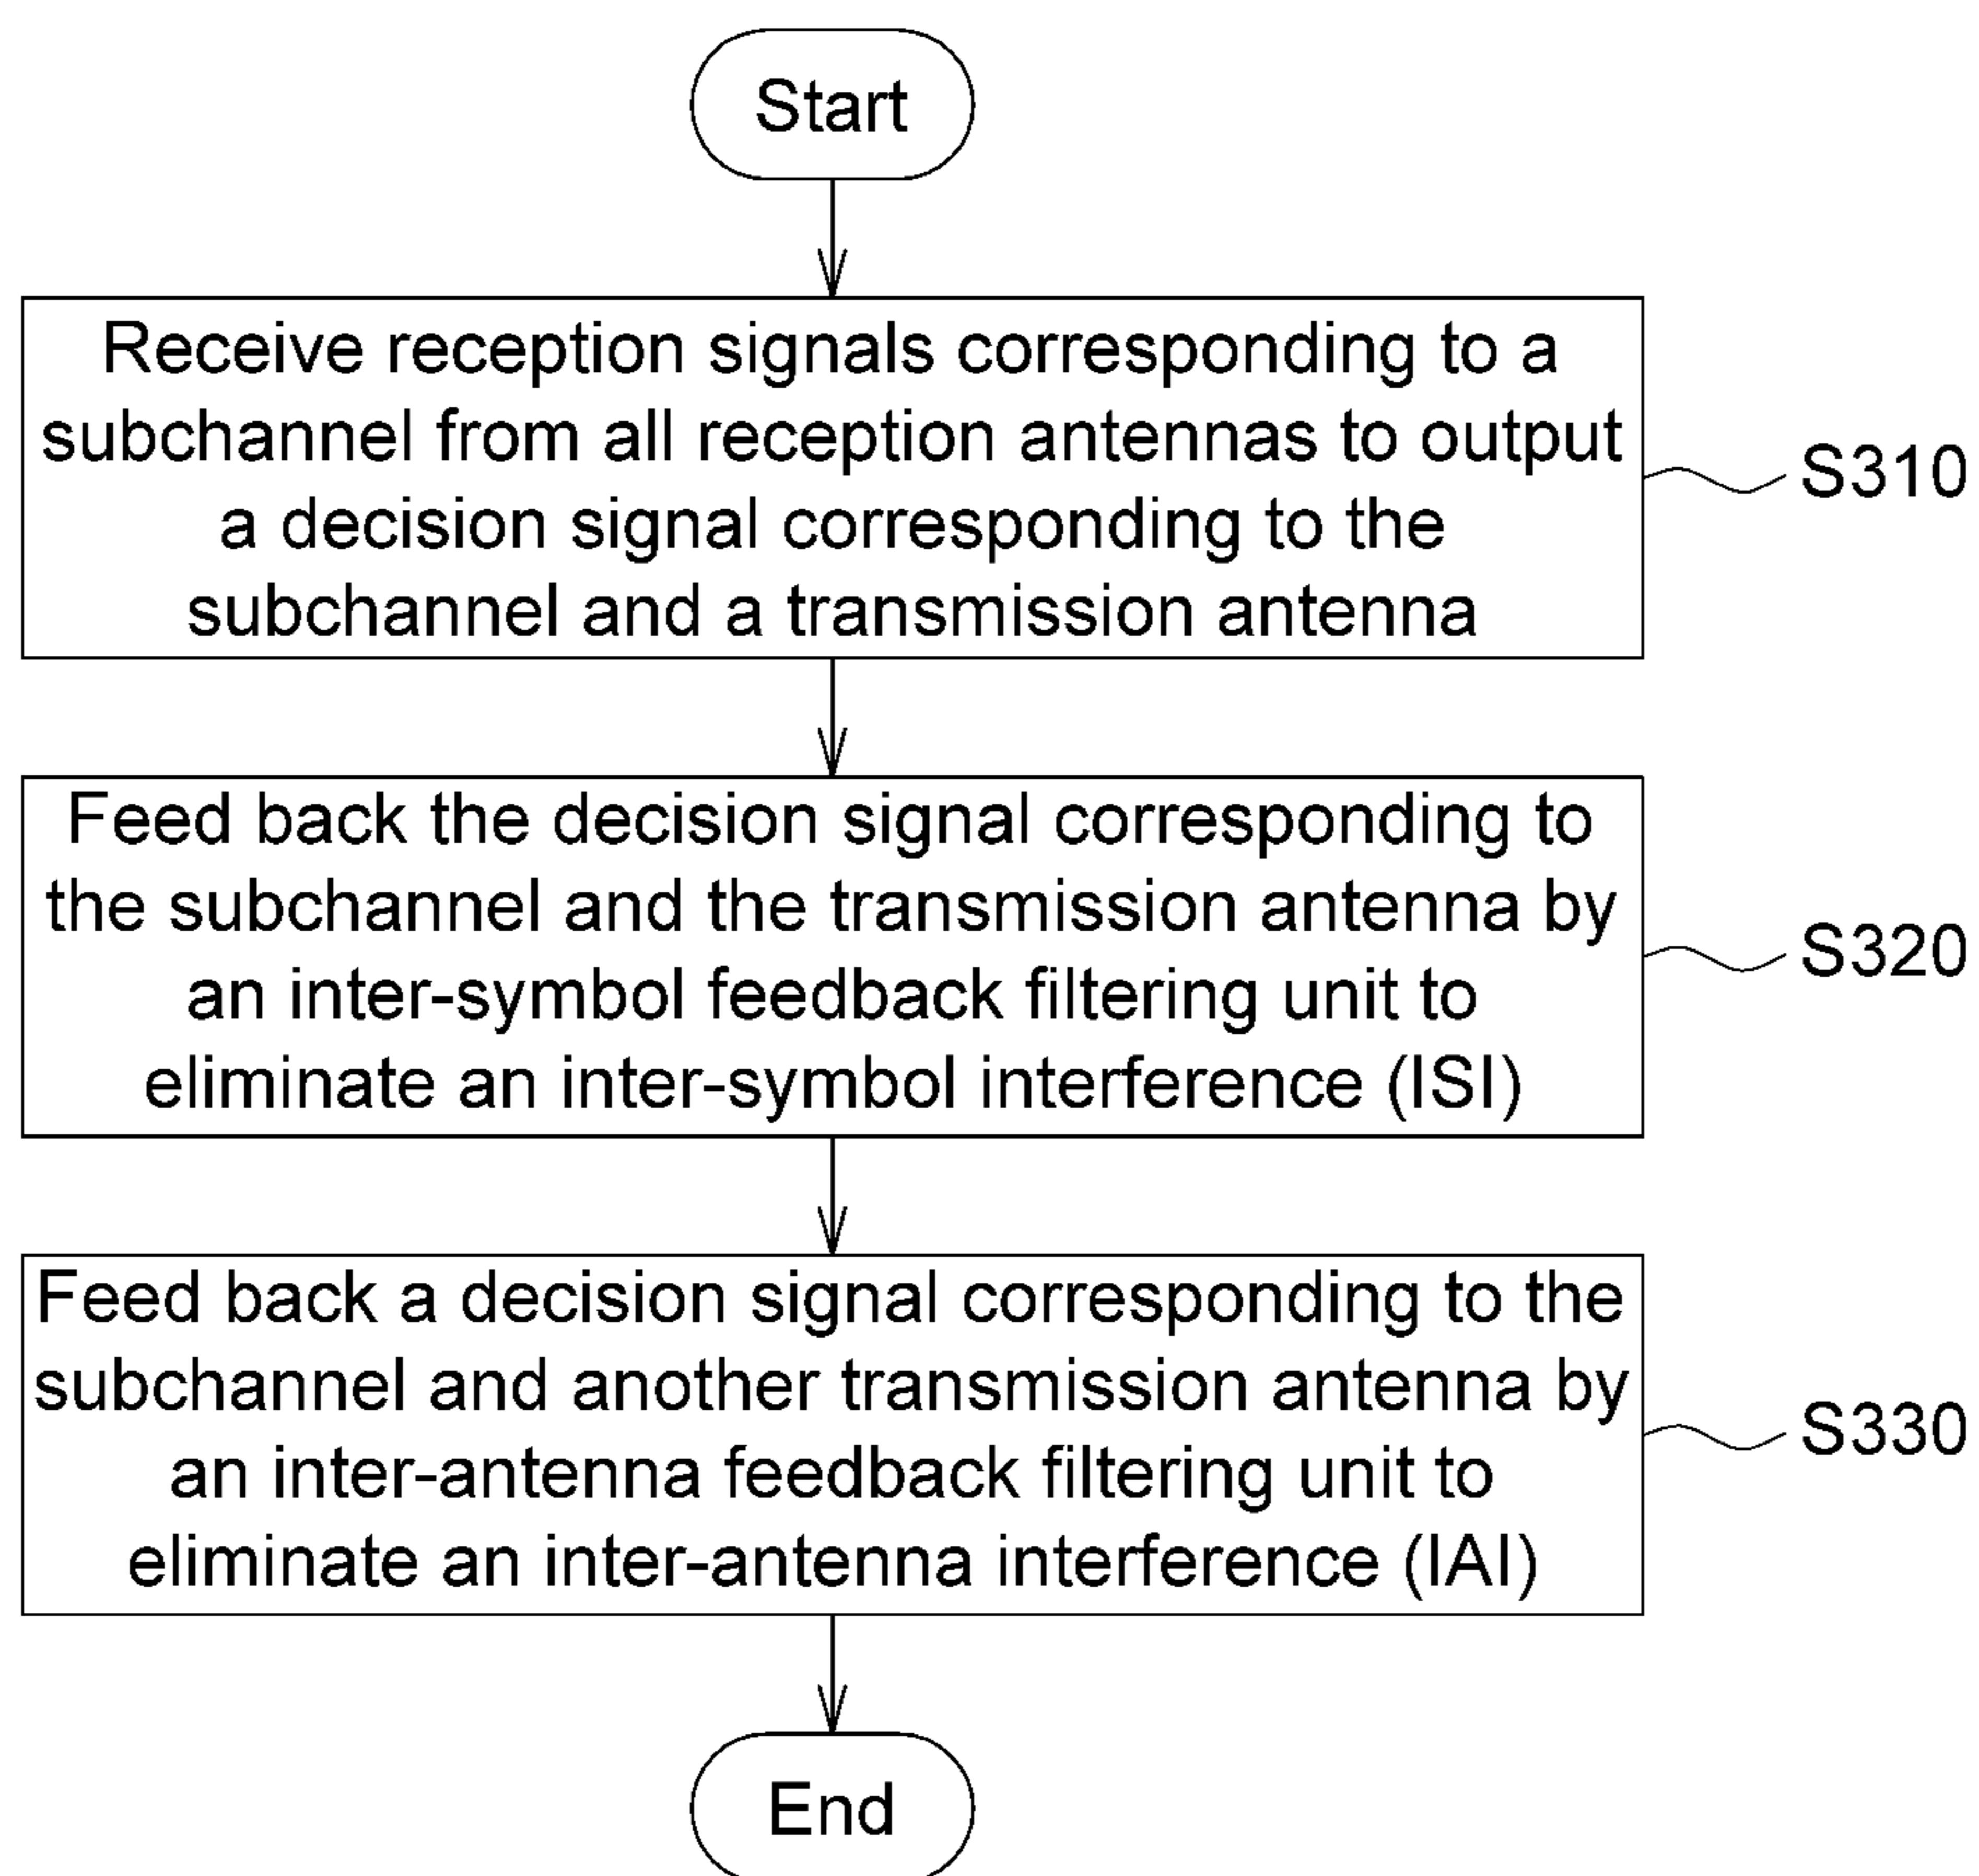 Start
Receive reception signals corresponding to a
subchannel from all reception antennas to output
a decision signal corresponding to the
subchannel and a transmission antenna
S310
Feed back the decision signal corresponding to
the subchannel and the transmission antenna by
an inter-symbol feedback filtering unit to
eliminate an inter-symbol interference (ISI)
S320
Feed back a decision signal corresponding to the
subchannel and another transmission antenna by
an inter-antenna feedback filtering unit to
eliminate an inter-antenna interference (IAI)
S330
End